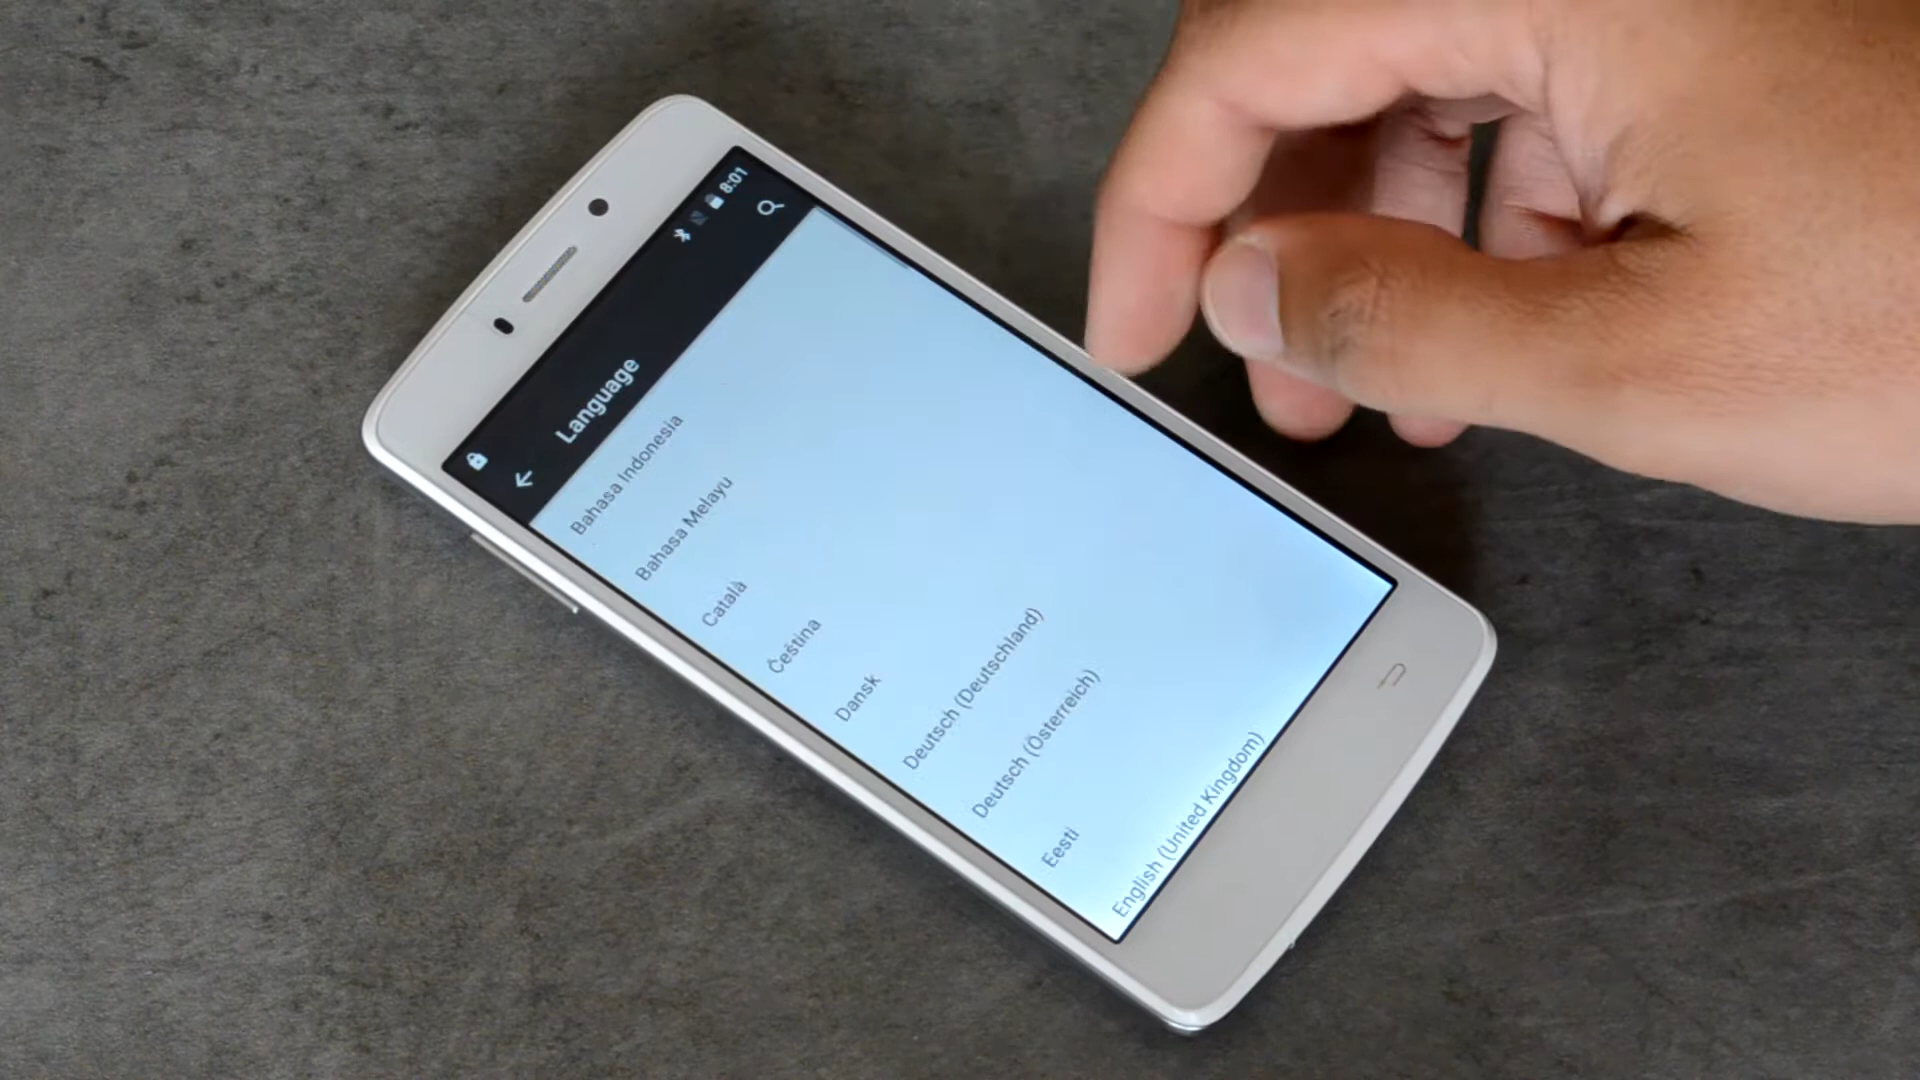 8:01
Language
Bahasa Indonesia
Bahasa Melayu
Català
Čeština
Dansk
Deutsch (Deutschland)
Deutsch (Österreich)
Eesti
English (United Kingdom)